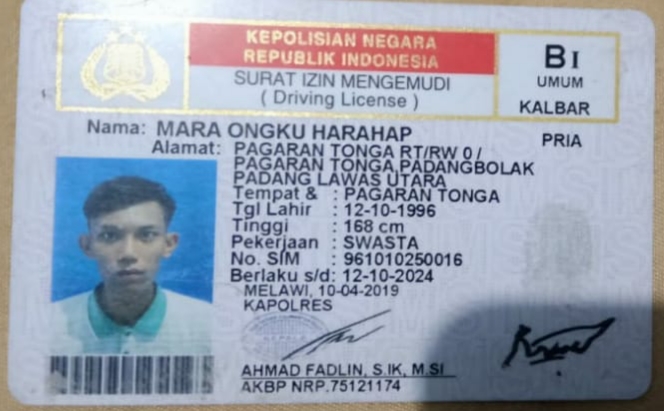 KEPOLISIAN NEGARA
REPUBLIK INDONESIA
SURAT IZIN MENGEMUDI
( Driving License )
BI
UMUM
KALBAR
PRIA
Nama: MARA ONGKU HARAHAP
Alamat: PAGARAN TONGA RT/RW 0 /
PAGARAN TONGA PADANGBOLAK
PADANG LAWAS UTARA
Tempat & : PAGARAN TONGA
Tgl Lahir : 12-10-1996
Tinggi : 168 cm
Pekerjaan : SWASTA
No. SIM : 961010250016
Berlaku s/d: 12-10-2024
MELAWI, 10-04-2019
KAPOLRES
AHMAD FADLIN, S.IK, M.SI
AKBP NRP.75121174